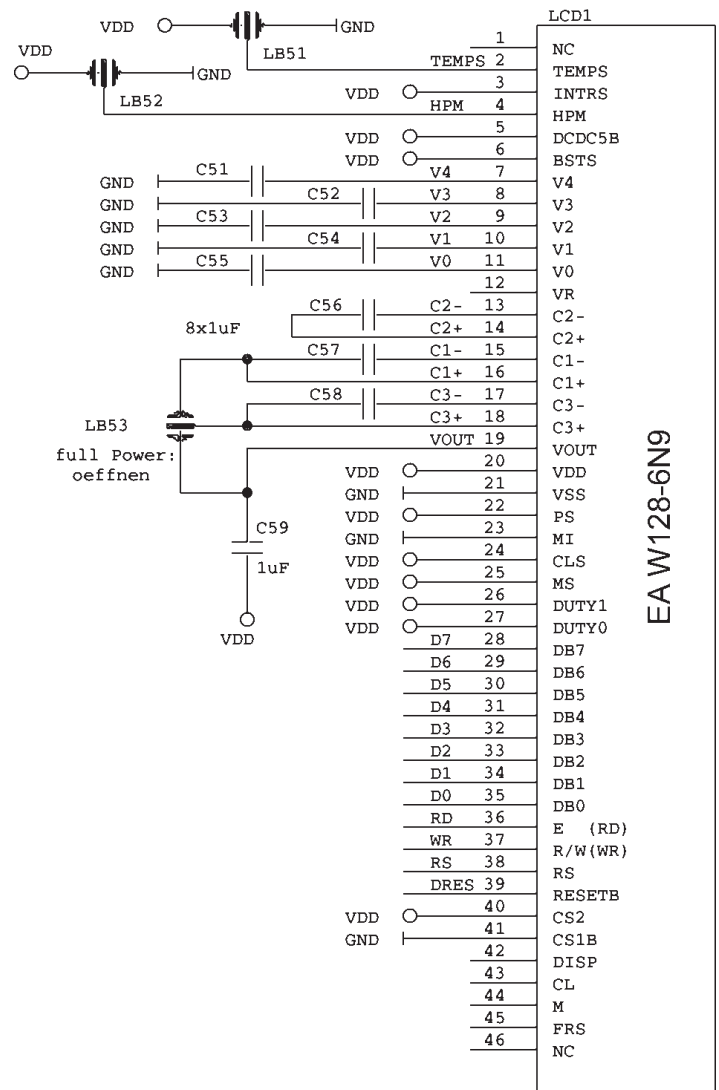 LCD1
VDD GND
LB51
1 NC
VDD GND
LB52
TEMPS 2 TEMPS
VDD 3 INTRS
HPM 4 HPM
VDD 5 DCDC5B
VDD 6 BSTS
GND C51 V4 7 V4
GND C52 V3 8 V3
GND C53 V2 9 V2
GND C54 V1 10 V1
GND C55 V0 11 V0
12 VR
C56 C2- 13 C2-
8x1uF C2+ 14 C2+
C57 C1- 15 C1-
C1+ 16 C1+
C58 C3- 17 C3-
LB53 C3+ 18 C3+
full Power:
oeffnen
VOUT 19 VOUT
VDD 20 VDD
GND 21 VSS
VDD 22 PS
C59
1uF
VDD
GND 23 MI
VDD 24 CLS
VDD 25 MS
VDD 26 DUTY1
VDD 27 DUTY0
D7 28 DB7
D6 29 DB6
D5 30 DB5
D4 31 DB4
D3 32 DB3
D2 33 DB2
D1 34 DB1
D0 35 DB0
RD 36 E (RD)
WR 37 R/W(WR)
RS 38 RS
DRES 39 RESETB
VDD 40 CS2
GND 41 CS1B
42 DISP
43 CL
44 M
45 FRS
46 NC
EA W128-6N9